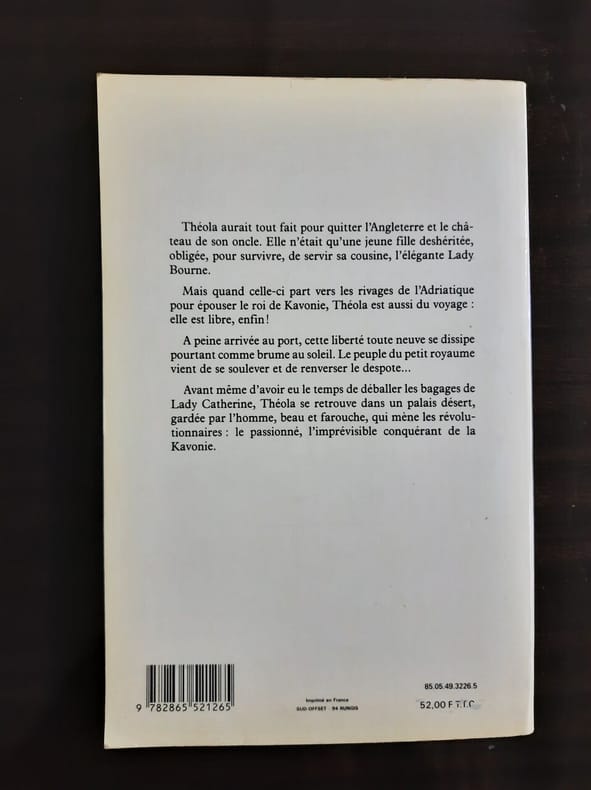 Théola aurait tout fait pour quitter l'Angleterre et le châ-
teau de son oncle. Elle n'était qu'une jeune fille deshéritée,
obligée, pour survivre, de servir sa cousine, l'élégante Lady
Bourne.
Mais quand celle-ci part vers les rivages de l'Adriatique
pour épouser le roi de Kavonie, Théola est aussi du voyage :
elle est libre, enfin!
A peine arrivée au port, cette liberté toute neuve se dissipe
pourtant comme brume au soleil. Le peuple du petit royaume
vient de se soulever et de renverser le despote...
Avant même d'avoir eu le temps de déballer les bagages de
Lady Catherine, Théola se retrouve dans un palais désert,
gardée par l'homme, beau et farouche, qui mène les révolu-
tionnaires : le passionné, l'imprévisible conquérant de la
Kavonie.
85.05.49.3226.5
Imprimé en France
SUD OFFSET 94 RUNGIS
52,00 F T.T.C
9 782865 521265